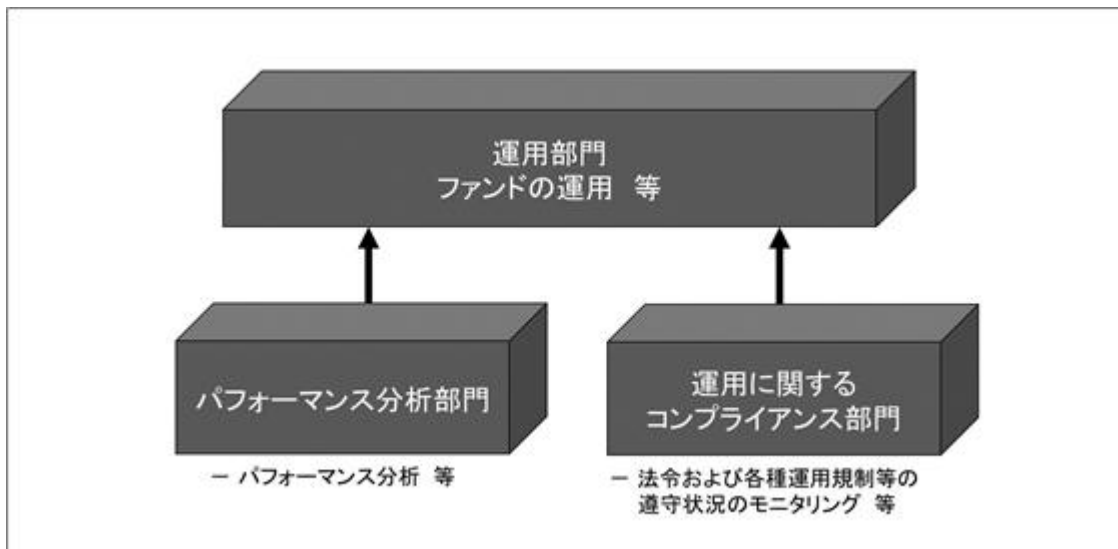 運用部門
ファンドの運用　等
パフォーマンス分析部門
運用に関する
コンプライアンス部門
－ パフォーマンス分析　等
－ 法令および各種運用規制等の
遵守状況のモニタリング　等